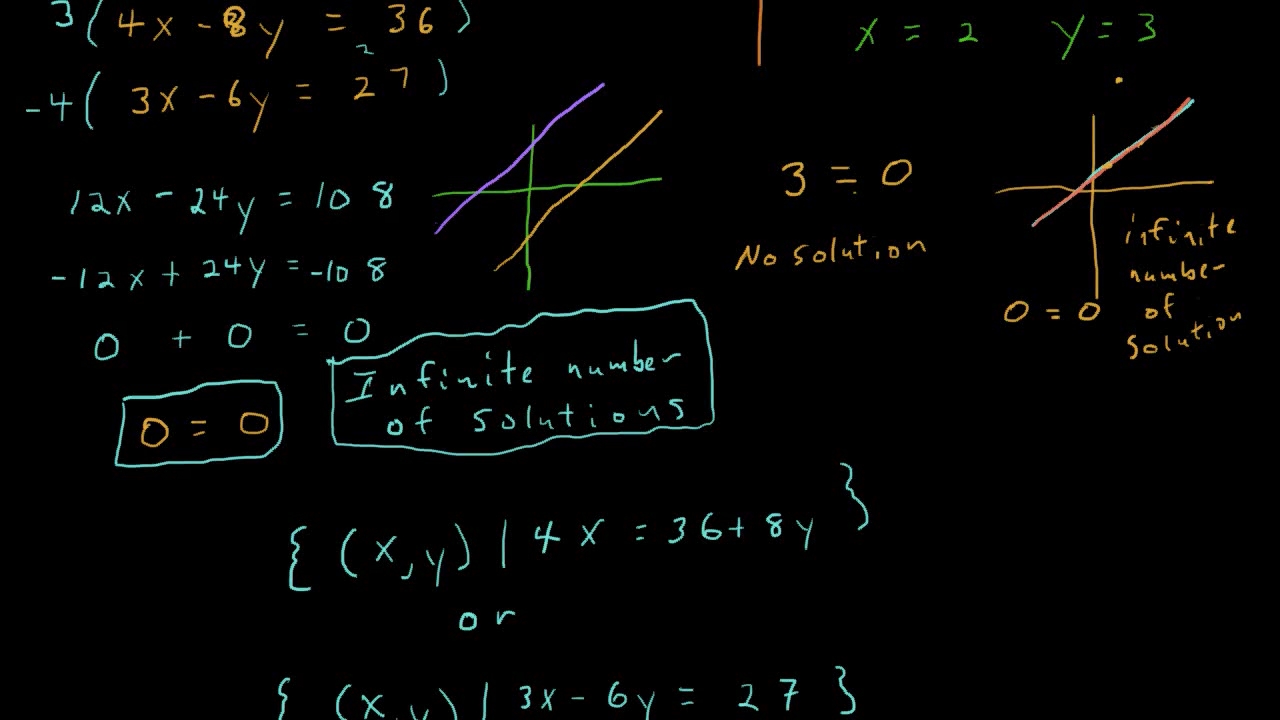 3(4x - 8y = 36)
2
-4(3x - 6y = 27)
12x - 24y = 108
-12x + 24y = -108
0 + 0 = 0
0 = 0
Infinite number
of solutions
{(x,y) | 4x = 36 + 8y}
or
{(x,y) | 3x - 6y = 27}
x = 2 y = 3
3 = 0
No solution
infinite
number
of
solution
0 = 0